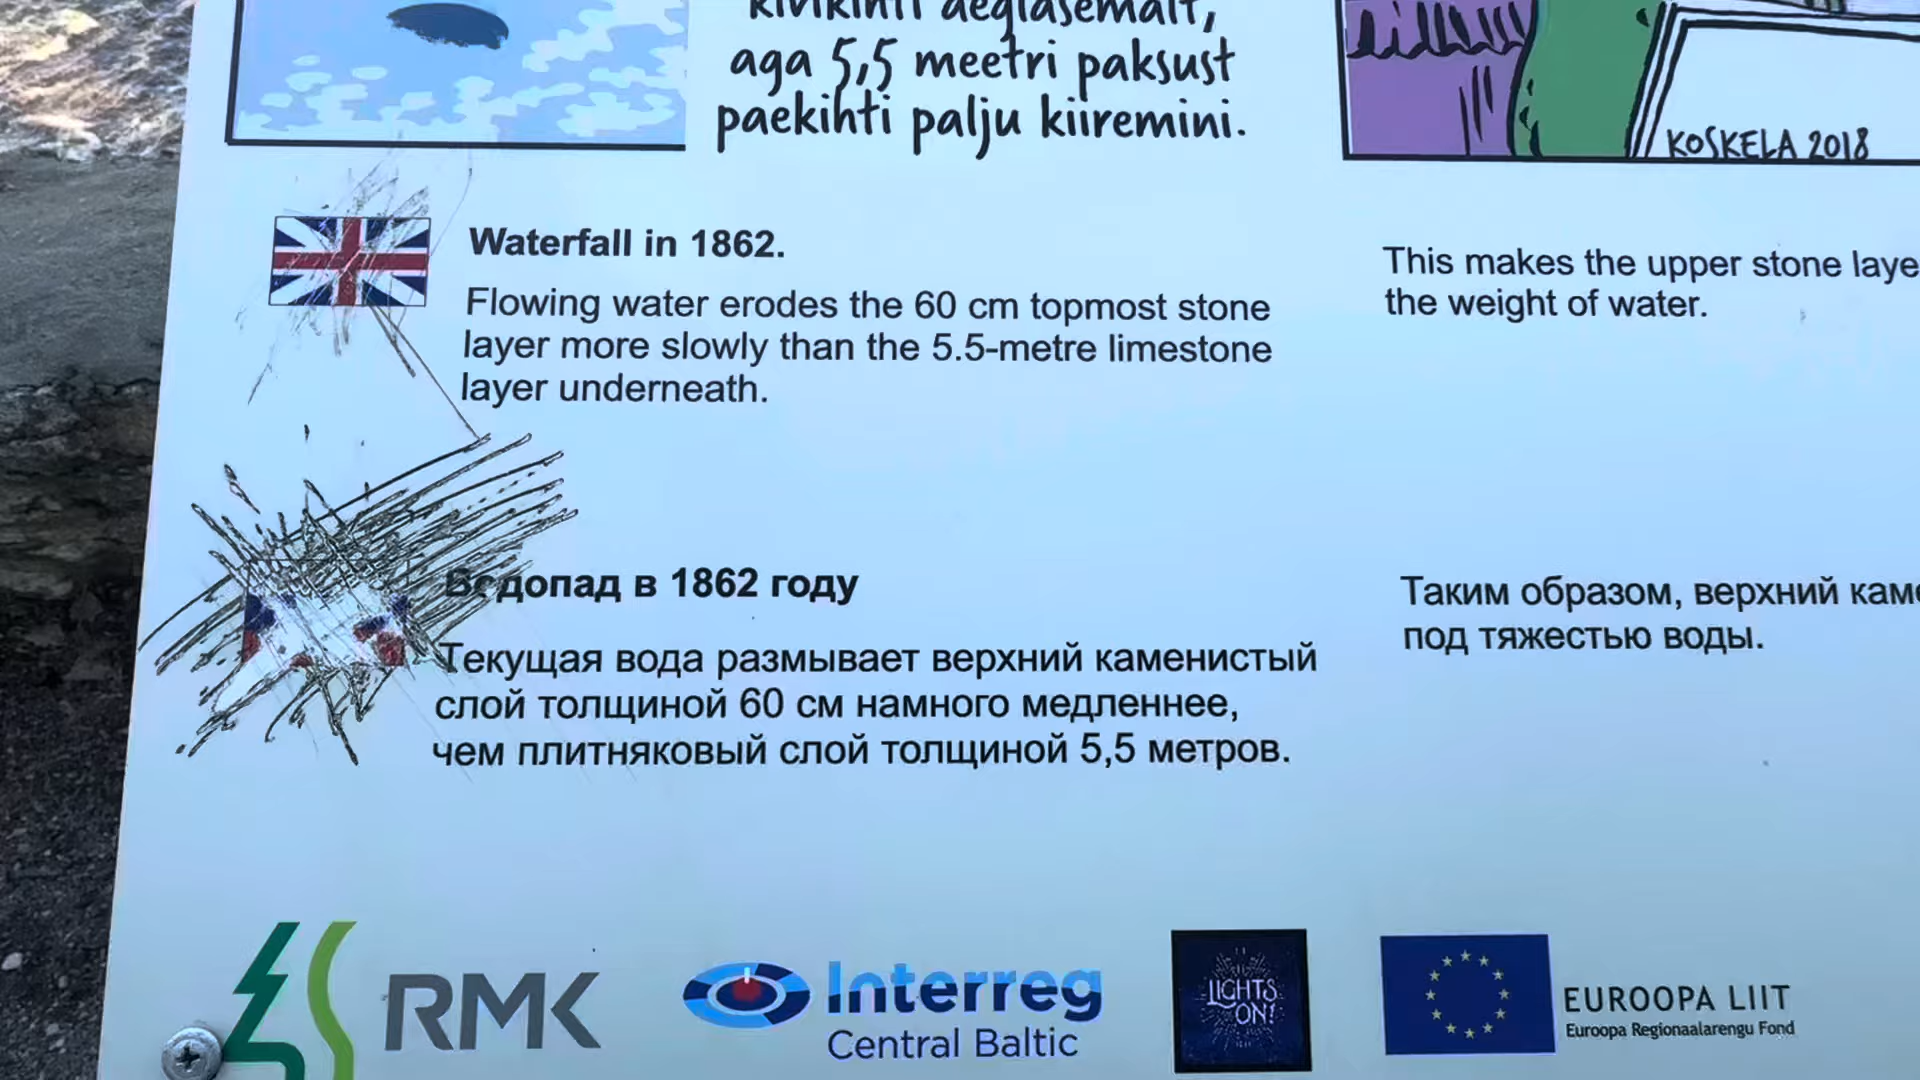 kivikihti aeglasemalt,
aga 5,5 meetri paksust
paekihti palju kiiremini.
KOSKELA 2018
Waterfall in 1862.
Flowing water erodes the 60 cm topmost stone
layer more slowly than the 5.5-metre limestone
layer underneath.
This makes the upper stone laye
the weight of water.
Водопад в 1862 году
Текущая вода размывает верхний каменистый
слой толщиной 60 см намного медленнее,
чем плитняковый слой толщиной 5,5 метров.
Таким образом, верхний каме
под тяжестью воды.
RMK
Interreg
Central Baltic
LIGHTS
ON!
EUROOPA LIIT
Euroopa Regionaalarengu Fond